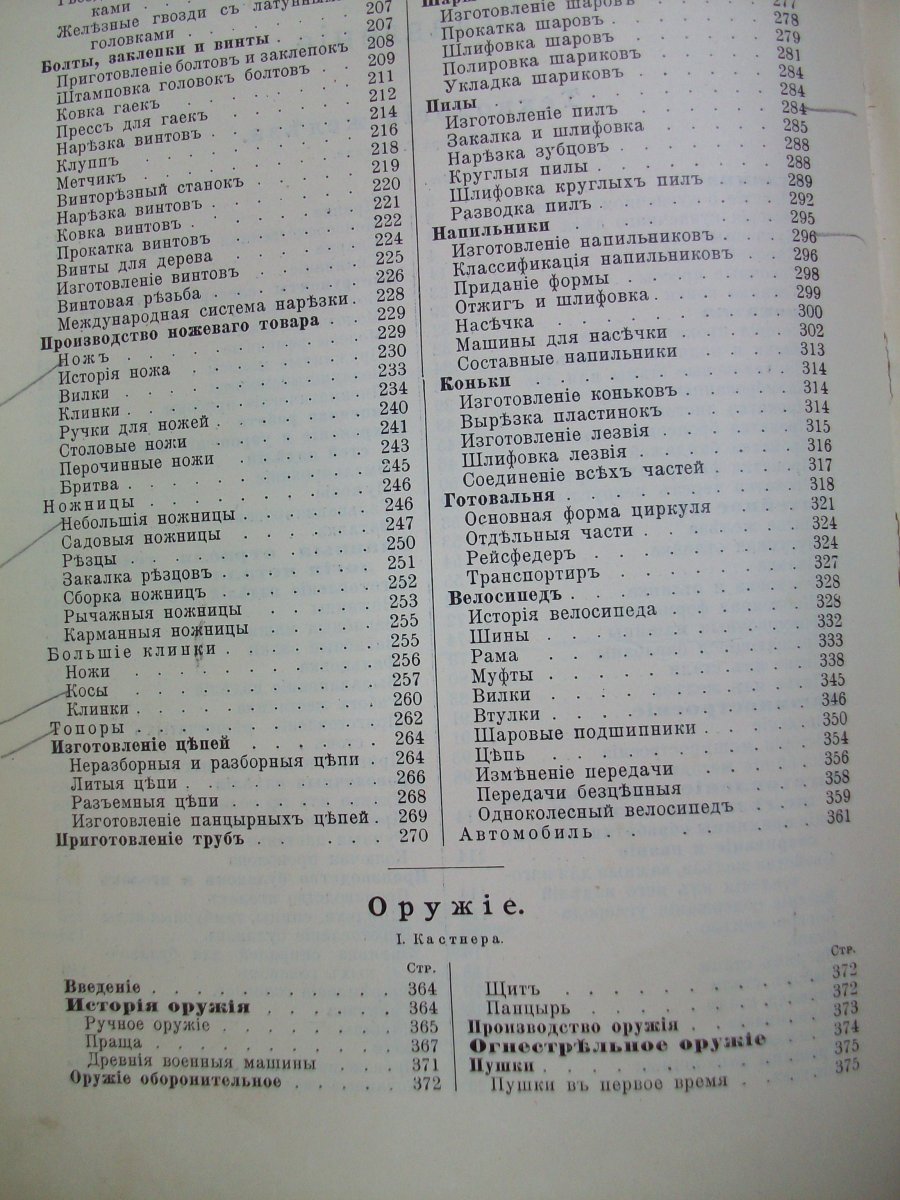 ками
Желѣзные гвозди съ латунными
головками . . . . . . . 207
Болты, заклепки и винты . . . 207
Приготовленіе болтовъ и заклепокъ 208
Штамповка головокъ болтовъ . . 209
Ковка гаекъ . . . . . . . 211
Прессъ для гаекъ . . . . . 212
Нарѣзка винтовъ . . . . . . 214
Клуппъ . . . . . . . . 216
Метчикъ . . . . . . . . 218
Винторѣзный станокъ . . . . 219
Нарѣзка винтовъ . . . . . . 220
Ковка винтовъ . . . . . . 221
Прокатка винтовъ . . . . . 222
Винты для дерева . . . . . 224
Изготовленіе винтовъ . . . . 225
Винтовая рѣзьба . . . . . . 226
Международная система нарѣзки . 228
Производство ножеваго товара . . 229
Ножъ . . . . . . . . . 229
Исторія ножа . . . . . . 230
Вилки . . . . . . . . . 233
Клинки . . . . . . . . 234
Ручки для ножей . . . . . . 240
Столовые ножи . . . . . . 241
Перочинные ножи . . . . . 243
Бритва . . . . . . . . 245
Ножницы . . . . . . . . 246
Небольшія ножницы . . . . . 246
Садовыя ножницы . . . . . 247
Рѣзцы . . . . . . . . . 250
Закалка рѣзцовъ . . . . . . 251
Сборка ножницъ . . . . . . 252
Рычажныя ножницы . . . . . 253
Карманныя ножницы . . . . . 255
Большіе клинки . . . . . . 255
Ножи . . . . . . . . . 256
Косы . . . . . . . . . 257
Клинки . . . . . . . . . 260
Топоры . . . . . . . . . 262
Изготовленіе цѣпей . . . . . 264
Неразборныя и разборныя цѣпи . 264
Литыя цѣпи . . . . . . . 266
Разъемныя цѣпи . . . . . . 268
Изготовленіе панцырныхъ цѣпей . 269
Приготовленіе трубъ . . . . . 270
Изготовленіе шаровъ . . . . 277
Прокатка шаровъ . . . . . . 278
Шлифовка шаровъ . . . . . 279
Полировка шариковъ . . . . 281
Укладка шариковъ . . . . . 284
Пилы . . . . . . . . . 284
Изготовленіе пилъ . . . . . 284
Закалка и шлифовка . . . . 285
Нарѣзка зубцовъ . . . . . . 288
Круглыя пилы . . . . . . 288
Шлифовка круглыхъ пилъ . . . 289
Разводка пилъ . . . . . . 292
Напильники . . . . . . . 295
Изготовленіе напильниковъ . . . 296
Классификація напильниковъ . . 296
Приданіе формы . . . . . . 298
Отжигъ и шлифовка . . . . . 299
Насѣчка . . . . . . . . 300
Машины для насѣчки . . . . 302
Составные напильники . . . . 313
Коньки . . . . . . . . . 314
Изготовленіе коньковъ . . . . 314
Вырѣзка пластинокъ . . . . . 314
Изготовленіе лезвія . . . . . 315
Шлифовка лезвія . . . . . . 316
Соединеніе всѣхъ частей . . . 317
Готовальня . . . . . . . . 318
Основная форма циркуля . . . 321
Отдѣльныя части . . . . . . 324
Рейсфедеръ . . . . . . . 324
Транспортиръ . . . . . . . 327
Велосипедъ . . . . . . . . 328
Исторія велосипеда . . . . . 328
Шины . . . . . . . . . 332
Рама . . . . . . . . . 333
Муфты . . . . . . . . . 338
Вилки . . . . . . . . . 345
Втулки . . . . . . . . . 346
Шаровые подшипники . . . . 350
Цѣпь . . . . . . . . . 354
Измѣненіе передачи . . . . . 356
Передачи безцѣпныя . . . . . 358
Одноколесный велосипедъ . . . 359
Автомобиль . . . . . . . 361
Оружіе.
I. Кастнера.
Стр.
Введеніе . . . . . . . . . 364
Исторія оружія . . . . . . 364
Ручное оружіе . . . . . . 365
Праща . . . . . . . . . 367
Древнія военныя машины . . . 371
Оружіе оборонительное . . . . 372
Стр.
Щитъ . . . . . . . . . 372
Панцырь . . . . . . . . 372
Производство оружія . . . . . 373
Огнестрѣльное оружіе . . . 374
Пушки . . . . . . . . . 375
Пушки въ первое время . . . . 375